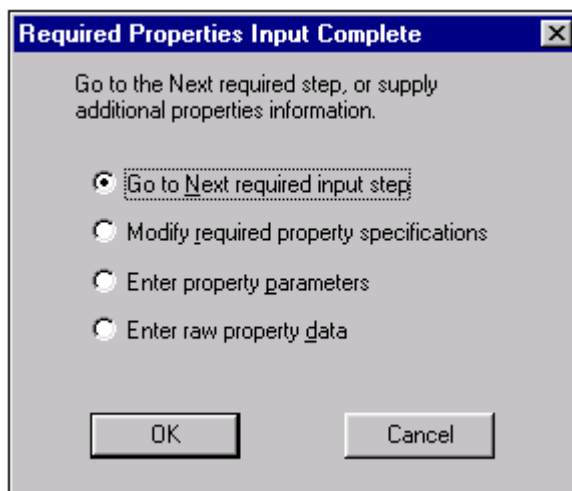 Required Properties Input Complete
Go to the Next required step, or supply
additional properties information.
Go to Next required input step
Modify required property specifications
Enter property parameters
Enter raw property data
OK
Cancel